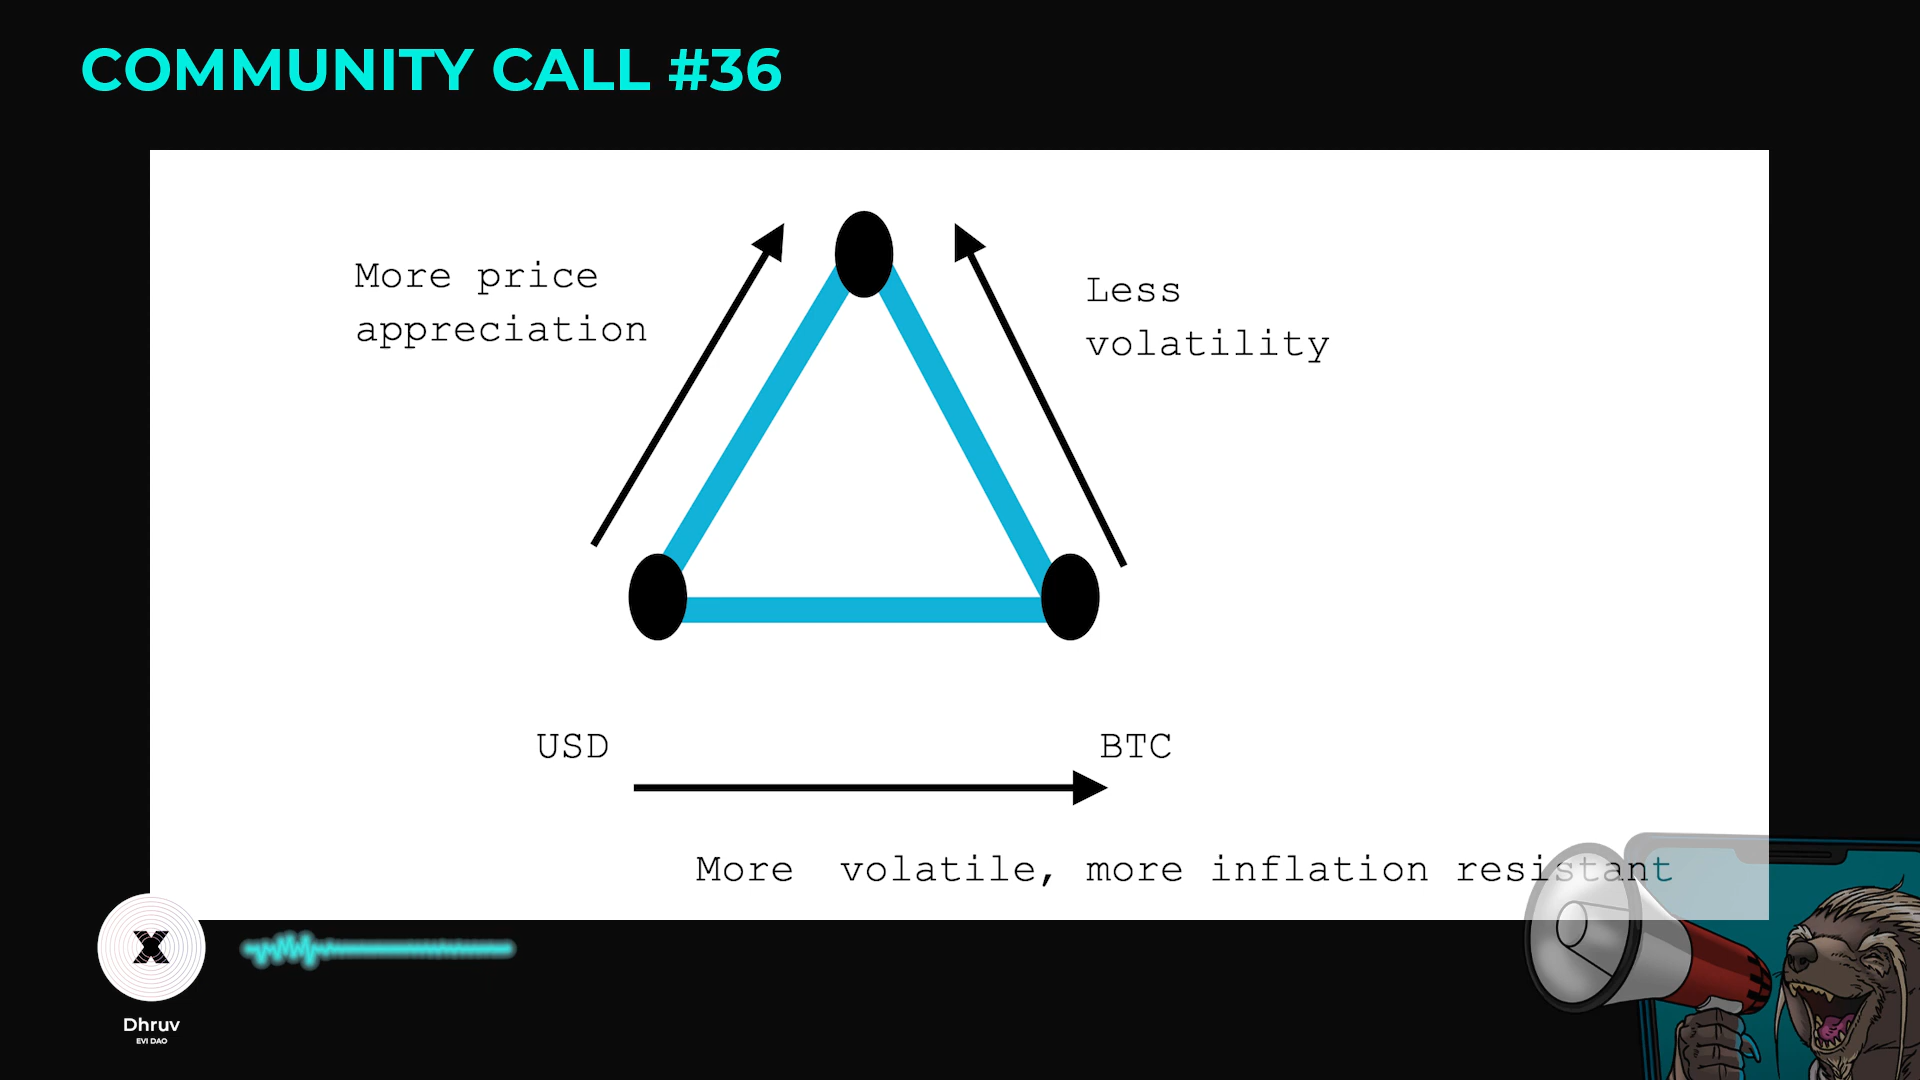 COMMUNITY CALL #36
More price
appreciation
Less
volatility
USD
BTC
More  volatile, more inflation resistant
Dhruv
EVI DAO